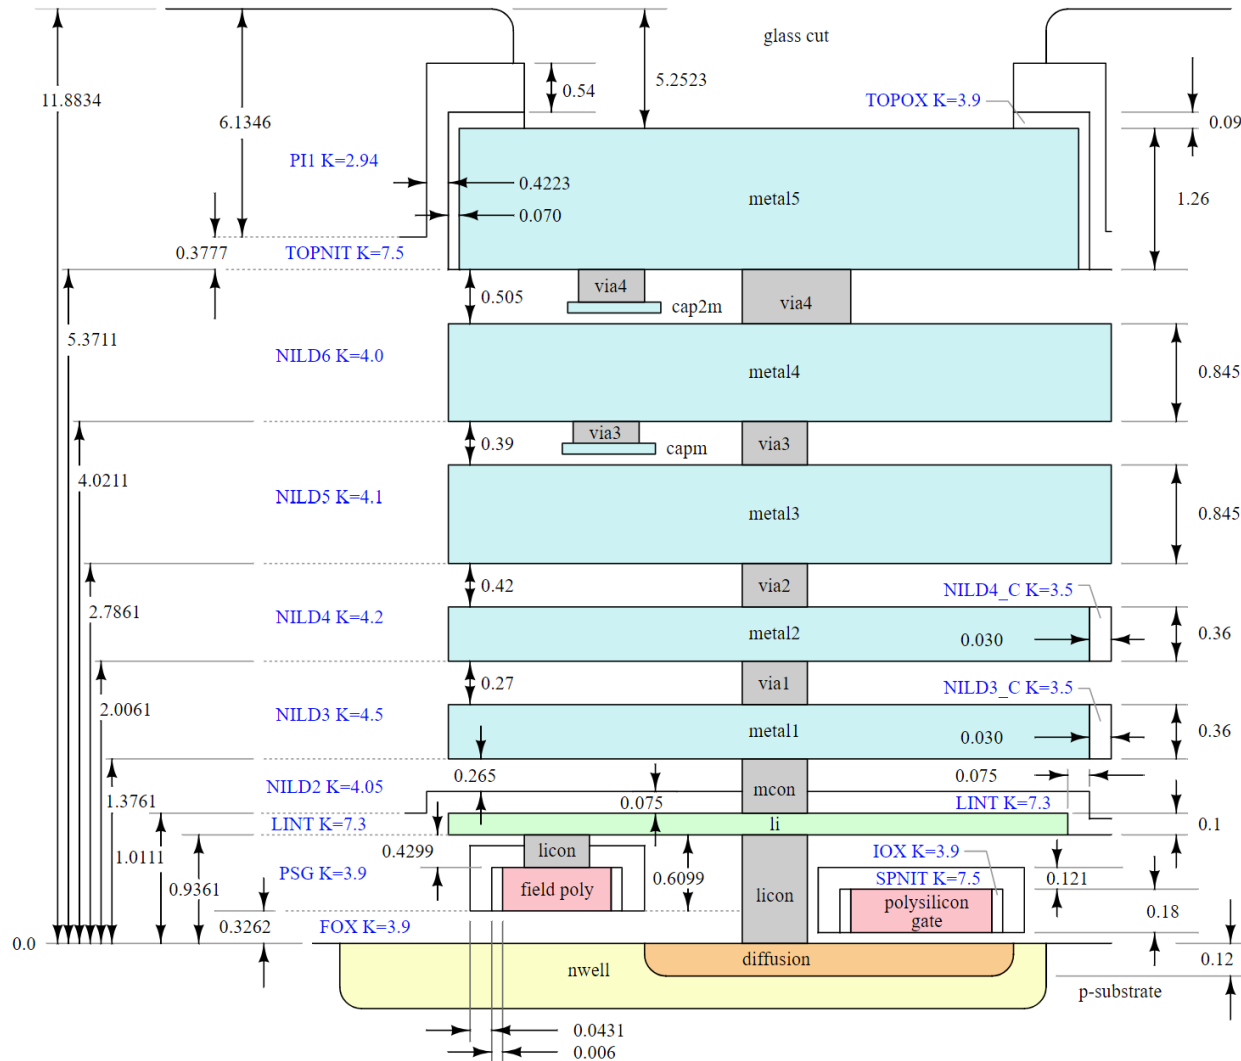 glass cut
11.8834
5.2523
0.54
TOPOX K=3.9
6.1346
0.09
PI1 K=2.94
0.4223
metal5
1.26
0.070
0.3777
TOPNIT K=7.5
via4
0.505
via4
cap2m
5.3711
NILD6 K=4.0
metal4
0.845
via3
0.39
via3
capm
4.0211
NILD5 K=4.1
metal3
0.845
0.42
via2
NILD4_C K=3.5
2.7861
NILD4 K=4.2
metal2
0.030
0.36
0.27
via1
NILD3_C K=3.5
2.0061
NILD3 K=4.5
metal1
0.030
0.36
0.265
0.075
NILD2 K=4.05
mcon
1.3761
0.075
LINT K=7.3
LINT K=7.3
li
0.1
0.4299
licon
IOX K=3.9
1.0111
PSG K=3.9
0.6099
SPNIT K=7.5
0.121
0.9361
field poly
licon
polysilicon
gate
0.18
0.3262
FOX K=3.9
0.0
diffusion
0.12
nwell
p-substrate
0.0431
0.006